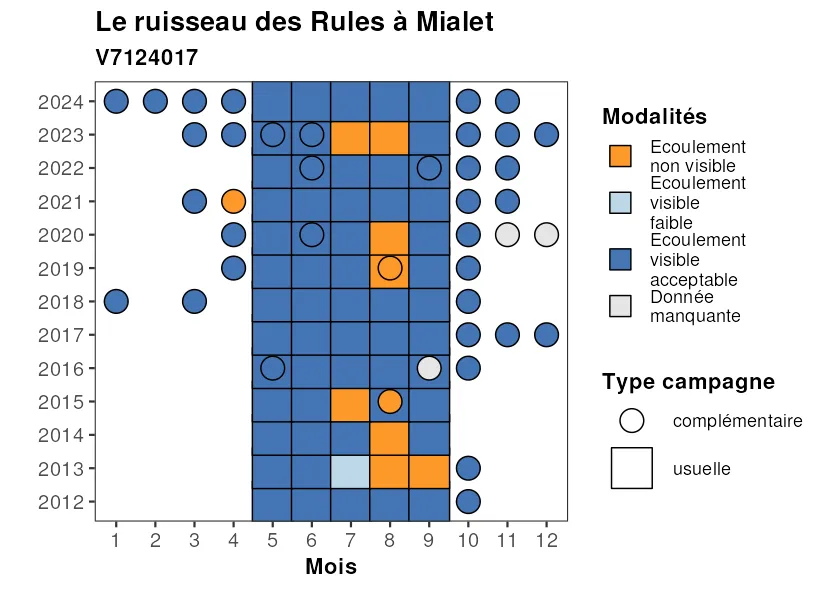 Le ruisseau des Rules à Mialet
V7124017
2024
2023
2022
2021
2020
2019
2018
2017
2016
2015
2014
2013
2012
1 2 3 4 5 6 7 8 9 10 11 12
Mois
Modalités
Ecoulement
non visible
Ecoulement
visible
faible
Ecoulement
visible
acceptable
Donnée
manquante
Type campagne
complémentaire
usuelle